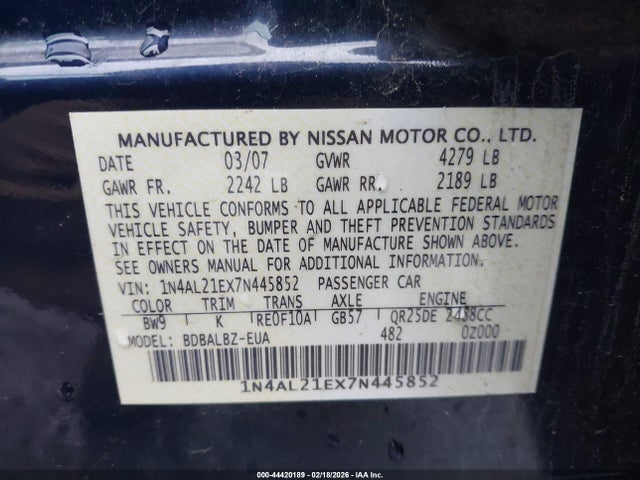 MANUFACTURED BY NISSAN MOTOR CO., LTD.
DATE 03/07 GVWR 4279 LB
GAWR FR. 2242 LB GAWR RR. 2189 LB
THIS VEHICLE CONFORMS TO ALL APPLICABLE FEDERAL MOTOR
VEHICLE SAFETY, BUMPER AND THEFT PREVENTION STANDARDS
IN EFFECT ON THE DATE OF MANUFACTURE SHOWN ABOVE.
SEE OWNERS MANUAL FOR ADDITIONAL INFORMATION.
VIN: 1N4AL21EX7N445852 PASSENGER CAR
COLOR TRIM TRANS AXLE ENGINE
BW9 K RE0F10A GB57 QR25DE 2488CC
MODEL: BDBALBZ-EUA 482 0Z000
1N4AL21EX7N445852
000-44420189 - 02/18/2026 - IAA Inc.